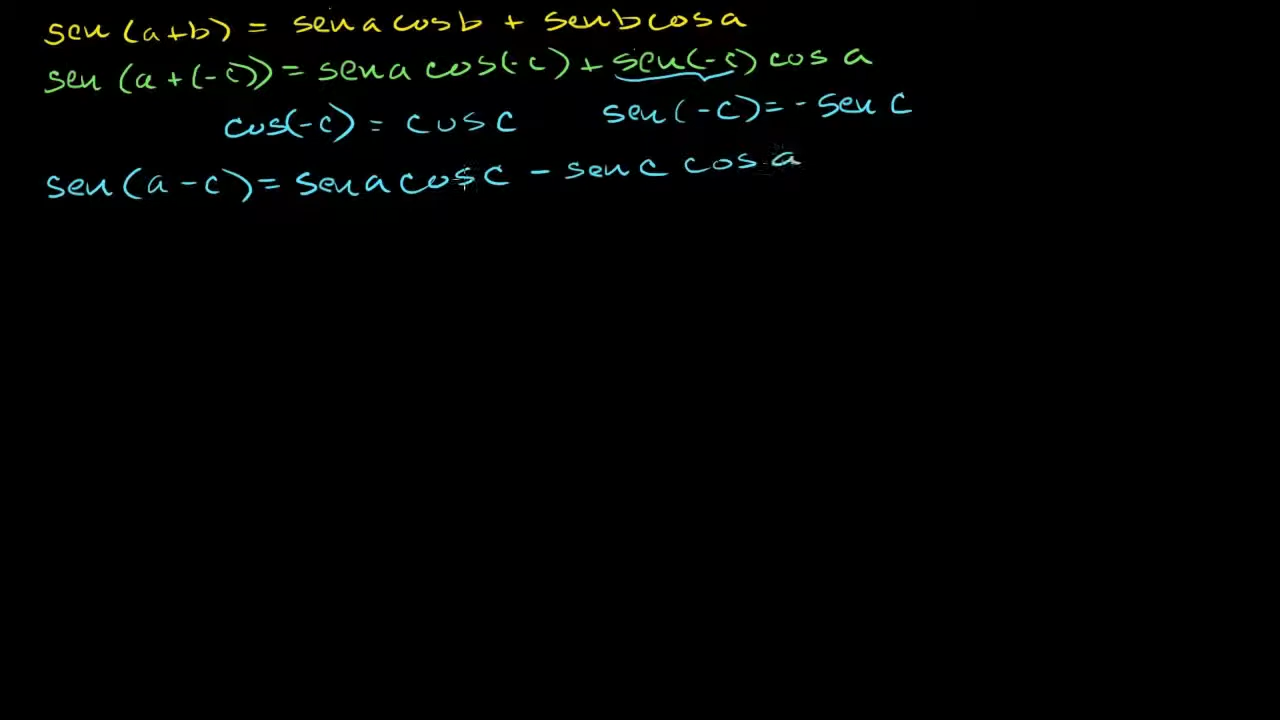 sen (a+b) = sen a cos b + sen b cos a
sen (a + (-c)) = sen a cos(-c) + sen(-c) cos a
cos(-c) = cos c sen(-c) = - sen c
sen (a - c) = sen a cos c - sen c cos a